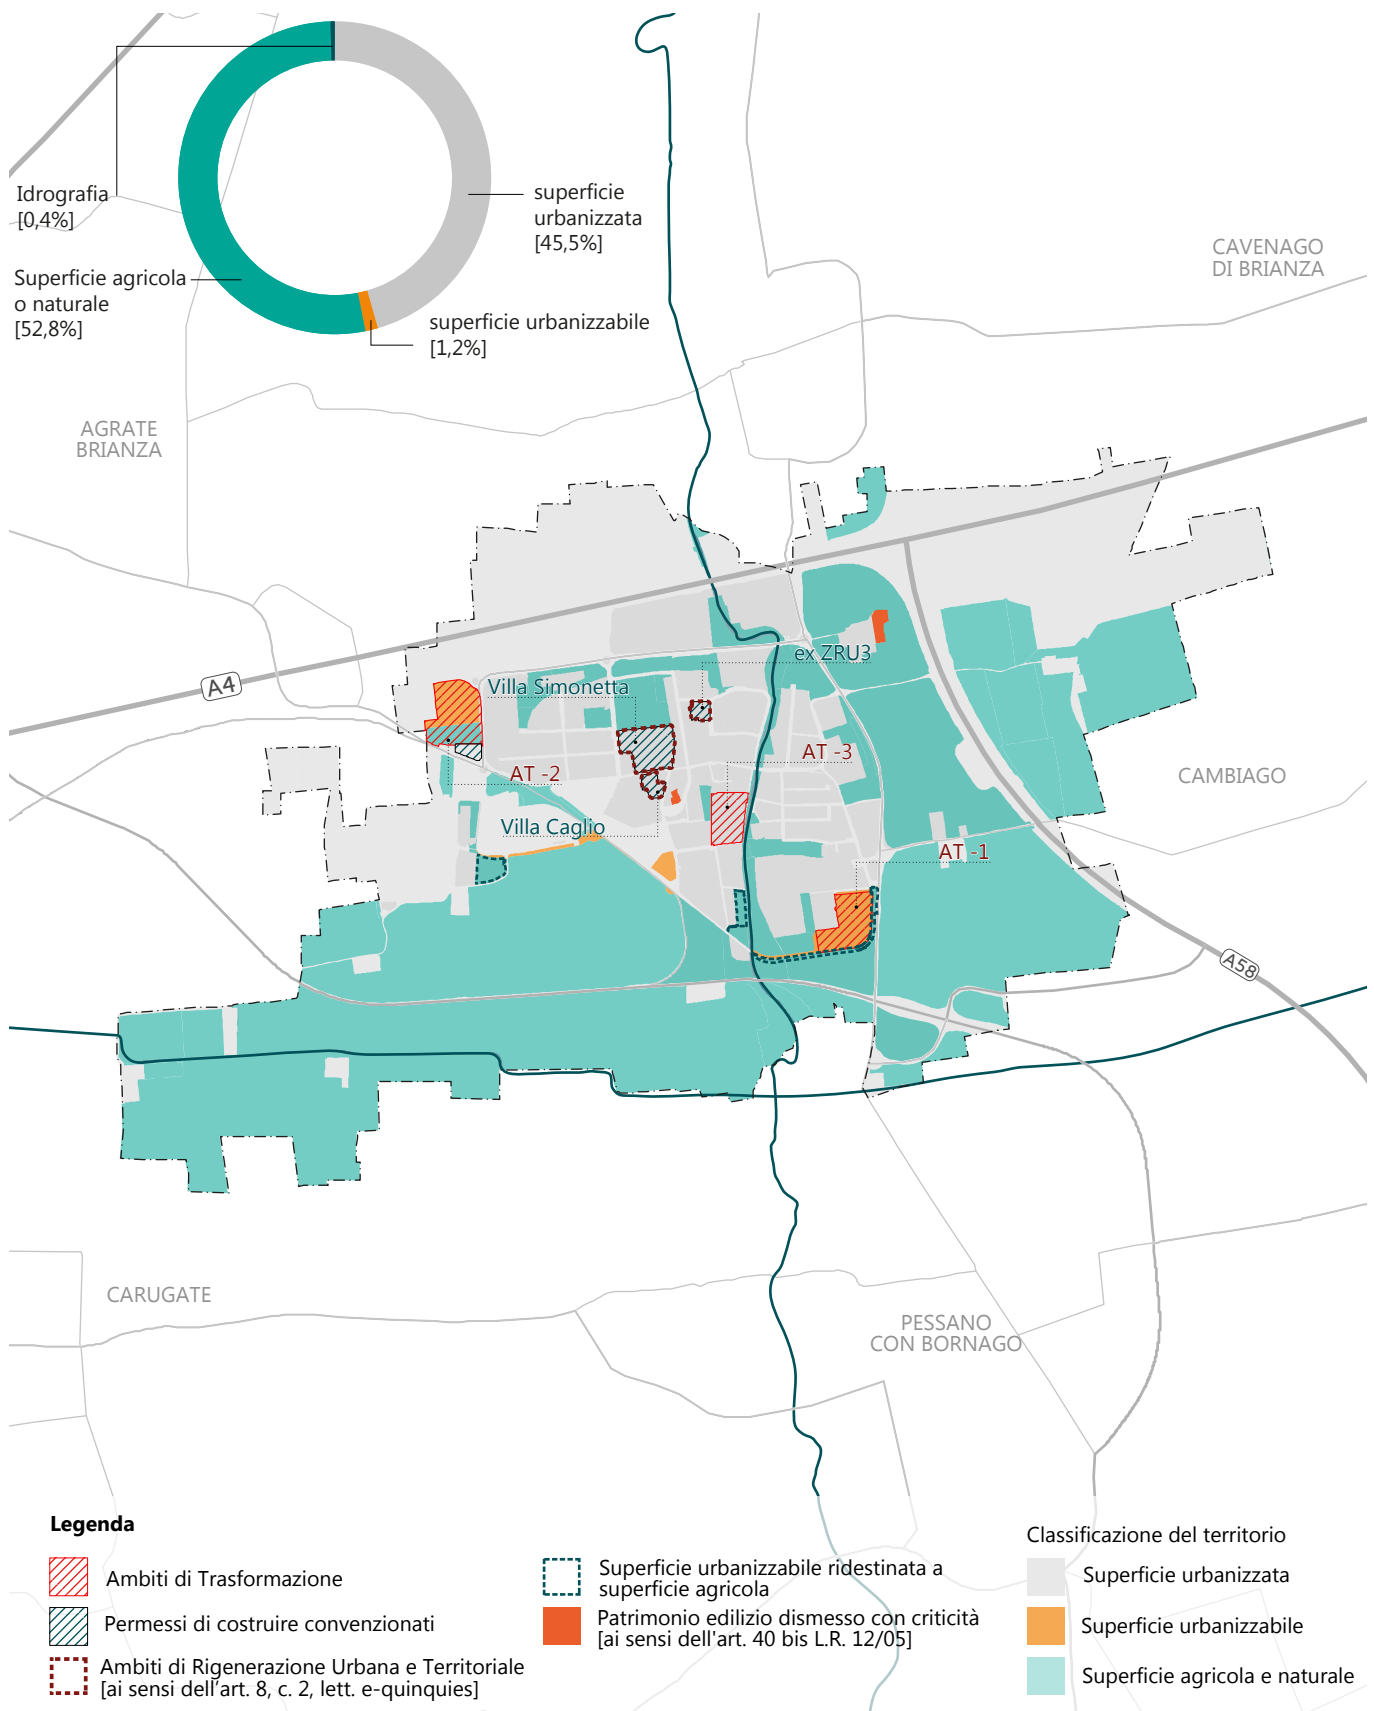 Idrografia
[0,4%]
superficie
urbanizzata
[45,5%]
Superficie agricola
o naturale
[52,8%]
superficie urbanizzabile
[1,2%]
CAVENAGO
DI BRIANZA
AGRATE
BRIANZA
A4
ex ZRU3
Villa Simonetta
AT -3
AT -2
CAMBIAGO
Villa Caglio
AT -1
A58
CARUGATE
PESSANO
CON BORNAGO
Legenda
Ambiti di Trasformazione
Permessi di costruire convenzionati
Ambiti di Rigenerazione Urbana e Territoriale
[ai sensi dell'art. 8, c. 2, lett. e-quinquies]
Superficie urbanizzabile ridestinata a
superficie agricola
Patrimonio edilizio dismesso con criticità
[ai sensi dell'art. 40 bis L.R. 12/05]
Classificazione del territorio
Superficie urbanizzata
Superficie urbanizzabile
Superficie agricola e naturale